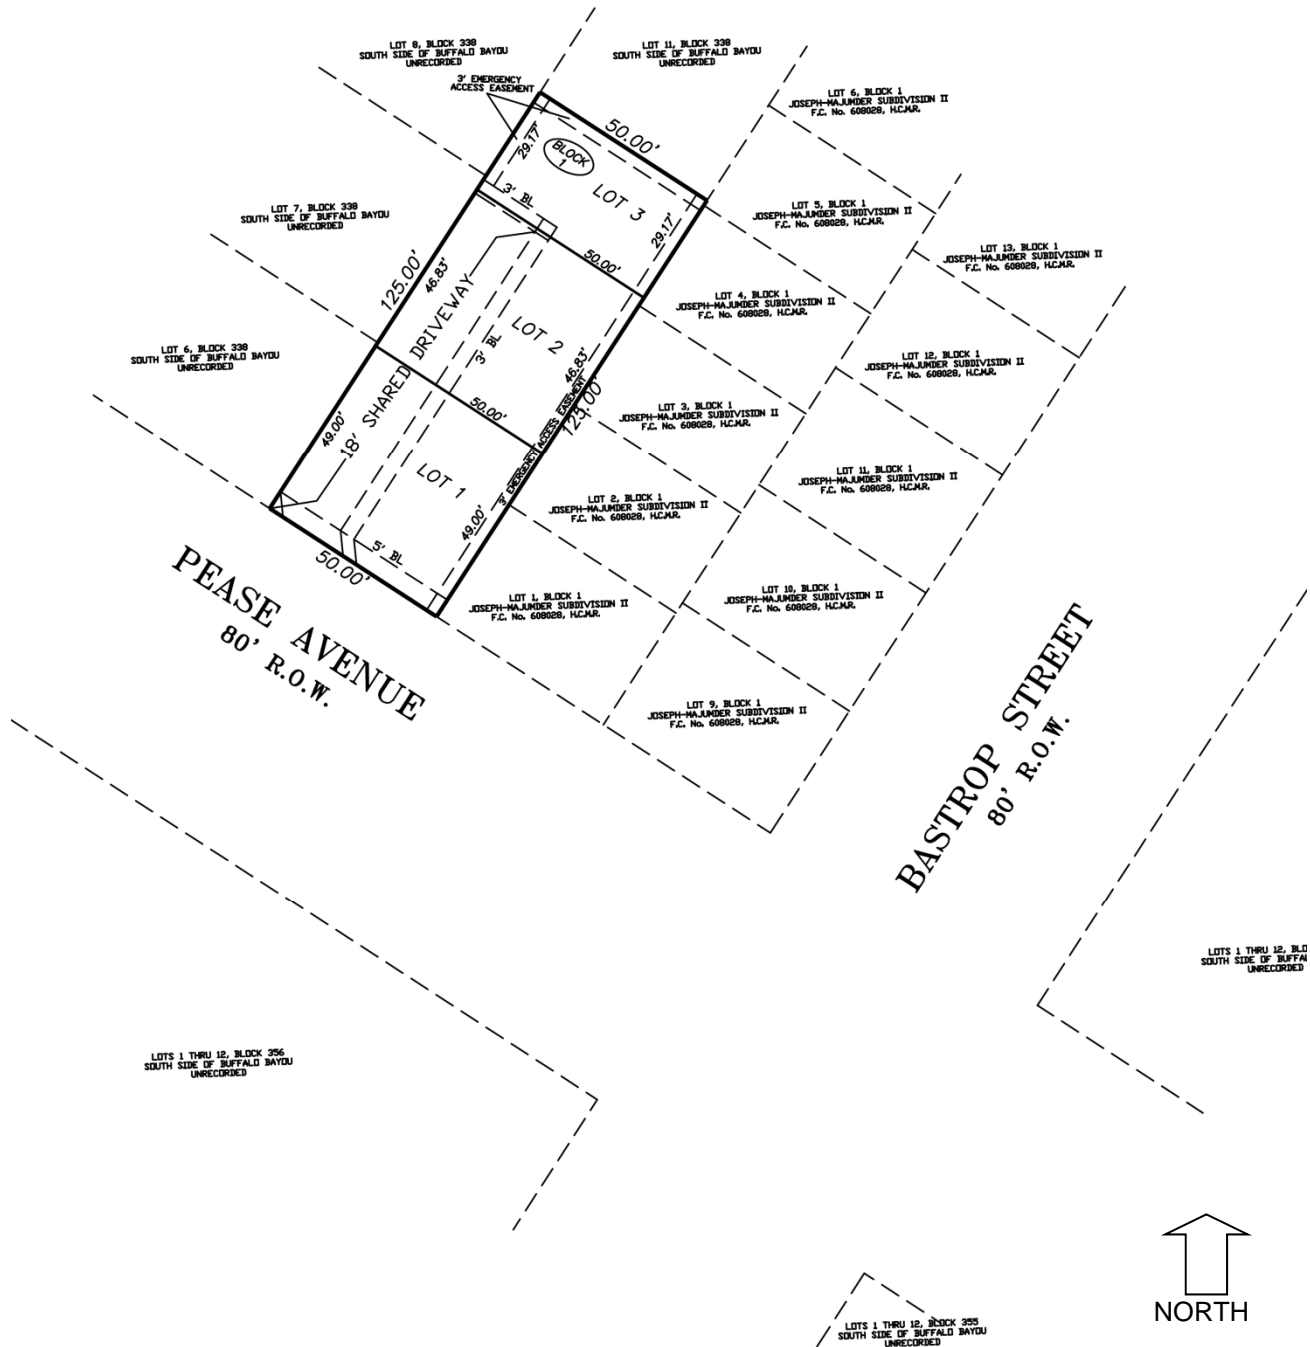 LOT 8, BLOCK 338
SOUTH SIDE OF BUFFALO BAYOU
UNRECORDED
LOT 11, BLOCK 338
SOUTH SIDE OF BUFFALO BAYOU
UNRECORDED
3' EMERGENCY
ACCESS EASEMENT
LOT 6, BLOCK 1
JOSEPH-MAJUMDER SUBDIVISION II
F.C. No. 608028, H.C.M.R.
50.00'
29.17'
BLOCK
1
LOT 3
3' BL
29.17'
LOT 7, BLOCK 338
SOUTH SIDE OF BUFFALO BAYOU
UNRECORDED
LOT 5, BLOCK 1
JOSEPH-MAJUMDER SUBDIVISION II
F.C. No. 608028, H.C.M.R.
LOT 13, BLOCK 1
JOSEPH-MAJUMDER SUBDIVISION II
F.C. No. 608028, H.C.M.R.
125.00'
46.83'
50.00'
LOT 4, BLOCK 1
JOSEPH-MAJUMDER SUBDIVISION II
F.C. No. 608028, H.C.M.R.
LOT 2
3' BL
46.83'
125.00'
18' SHARED DRIVEWAY
LOT 6, BLOCK 338
SOUTH SIDE OF BUFFALO BAYOU
UNRECORDED
LOT 12, BLOCK 1
JOSEPH-MAJUMDER SUBDIVISION II
F.C. No. 608028, H.C.M.R.
50.00'
3' EMERGENCY ACCESS EASEMENT
LOT 3, BLOCK 1
JOSEPH-MAJUMDER SUBDIVISION II
F.C. No. 608028, H.C.M.R.
49.00'
LOT 1
49.00'
LOT 11, BLOCK 1
JOSEPH-MAJUMDER SUBDIVISION II
F.C. No. 608028, H.C.M.R.
LOT 2, BLOCK 1
JOSEPH-MAJUMDER SUBDIVISION II
F.C. No. 608028, H.C.M.R.
5' BL
50.00'
LOT 10, BLOCK 1
JOSEPH-MAJUMDER SUBDIVISION II
F.C. No. 608028, H.C.M.R.
LOT 1, BLOCK 1
JOSEPH-MAJUMDER SUBDIVISION II
F.C. No. 608028, H.C.M.R.
PEASE AVENUE
80' R.O.W.
LOT 9, BLOCK 1
JOSEPH-MAJUMDER SUBDIVISION II
F.C. No. 608028, H.C.M.R.
BASTROP STREET
80' R.O.W.
LOTS 1 THRU 12, BLO
SOUTH SIDE OF BUFFAL
UNRECORDED
LOTS 1 THRU 12, BLOCK 356
SOUTH SIDE OF BUFFALO BAYOU
UNRECORDED
NORTH
LOTS 1 THRU 12, BLOCK 355
SOUTH SIDE OF BUFFALO BAYOU
UNRECORDED